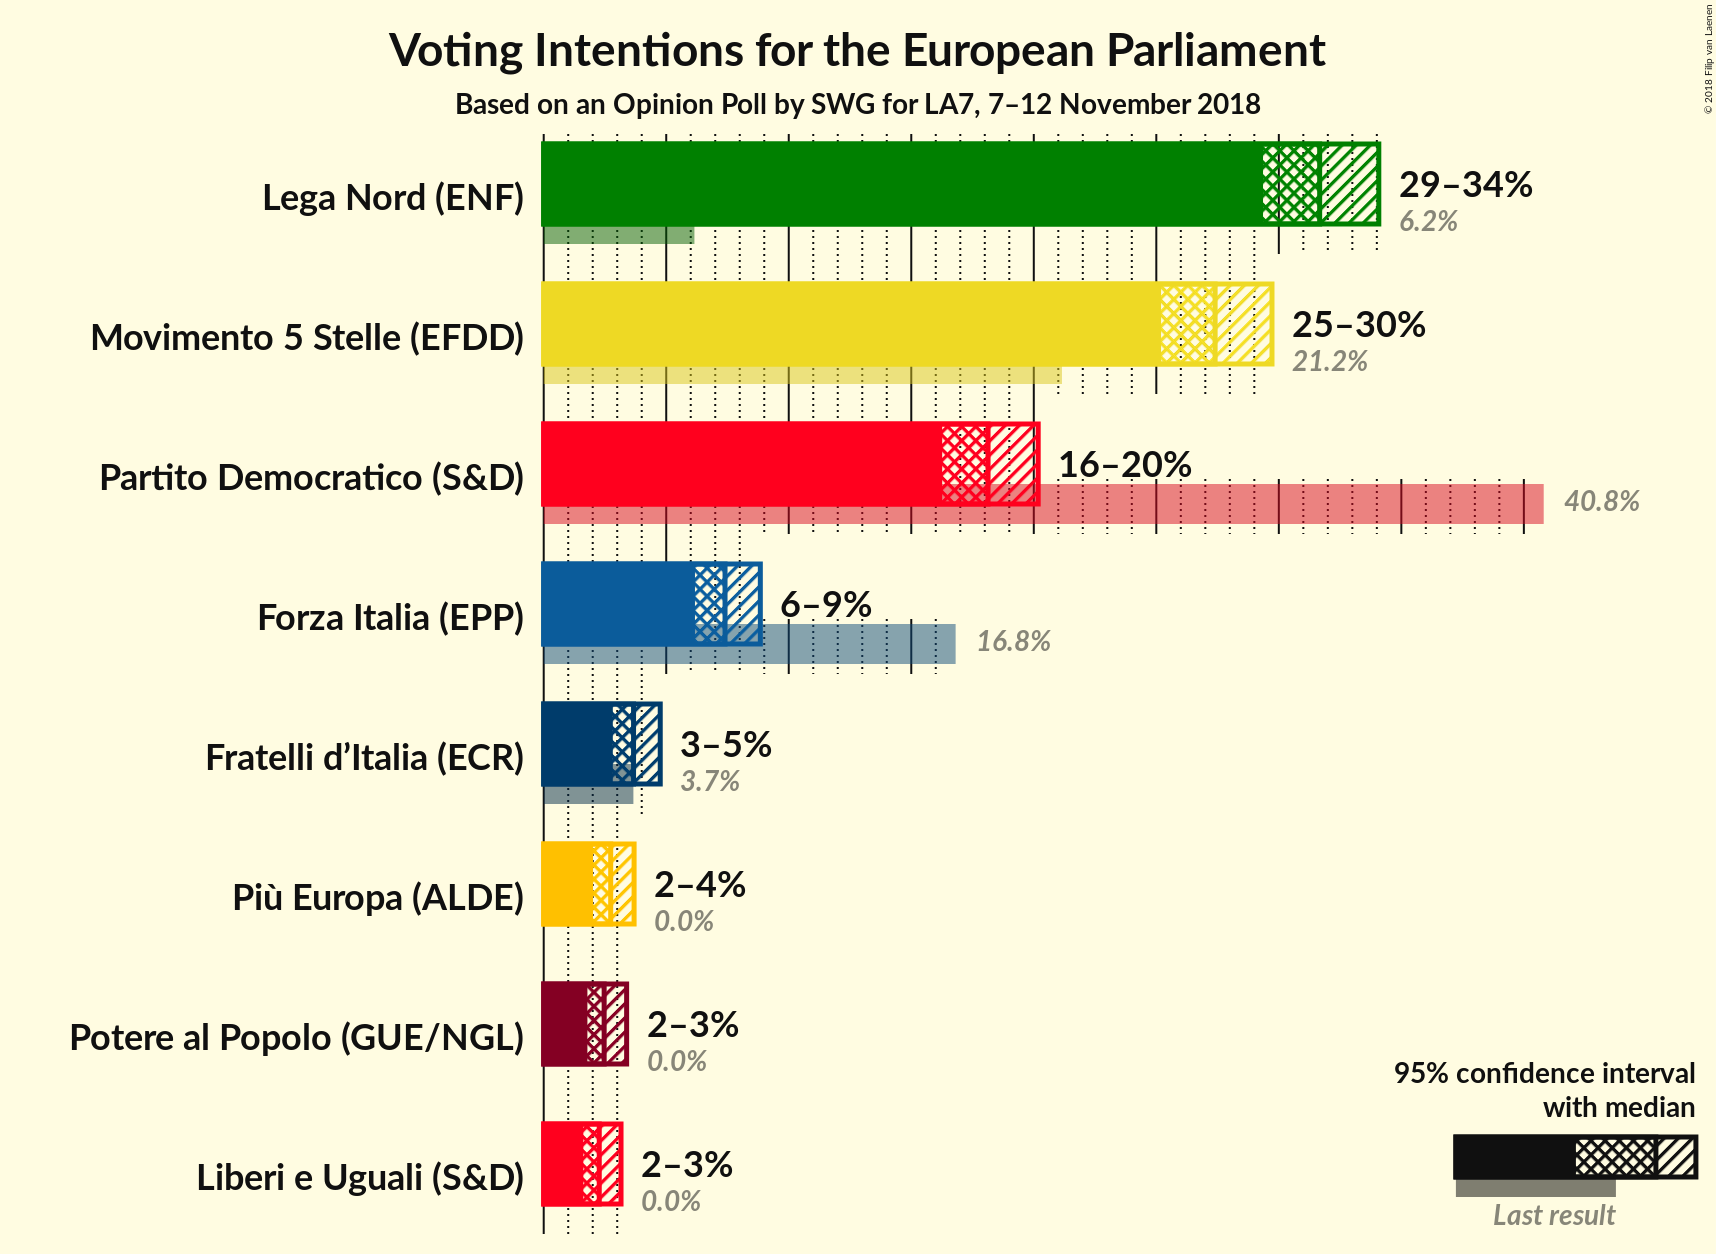 Voting Intentions for the European Parliament
Based on an Opinion Poll by SWG for LA7, 7–12 November 2018
© 2018 Filip van Laenen
Lega Nord (ENF)
29–34%
6.2%
Movimento 5 Stelle (EFDD)
25–30%
21.2%
Partito Democratico (S&D)
16–20%
40.8%
Forza Italia (EPP)
6–9%
16.8%
Fratelli d’Italia (ECR)
3–5%
3.7%
Più Europa (ALDE)
2–4%
0.0%
Potere al Popolo (GUE/NGL)
2–3%
0.0%
Liberi e Uguali (S&D)
2–3%
0.0%
95% confidence interval
with median
Last result